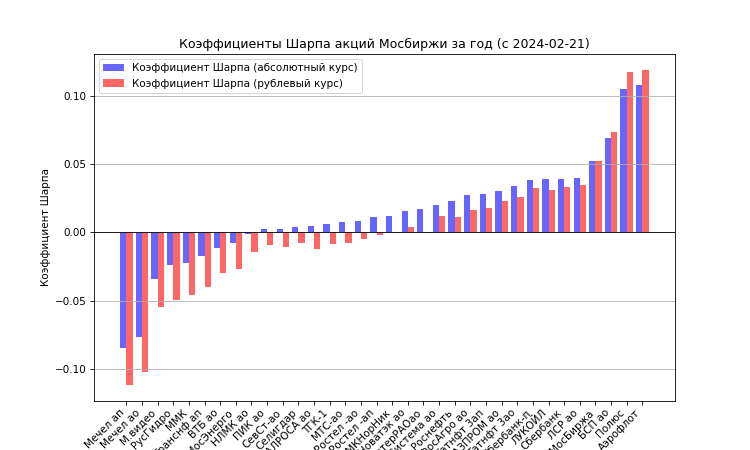 Коэффициенты Шарпа акций Мосбиржи за год (с 2024-02-21)
Коэффициент Шарпа (абсолютный курс)
Коэффициент Шарпа (рублевый курс)
Коэффициент Шарпа
0.10
0.05
0.00
−0.05
−0.10
Мечел ап
Мечел ао
М.видео
РусГидро
ММК
Транснф ап
ВТБ ао
МосЭнерго
НЛМК ао
ПИК ао
СевСт-ао
Селигдар
АЛРОСА ао
ТГК-1
МТС-ао
Ростел -ао
Ростел -ап
ГМКНорНик
Новатэк ао
ИнтерРАОао
Система ао
Роснефть
РосАгро ао
Татнфт 3ап
ГАЗПРОМ ао
Татнфт 3ао
Сбербанк-п
ЛУКОЙЛ
Сбербанк
ЛСР ао
МосБиржа
БСП ао
Полюс
Аэрофлот